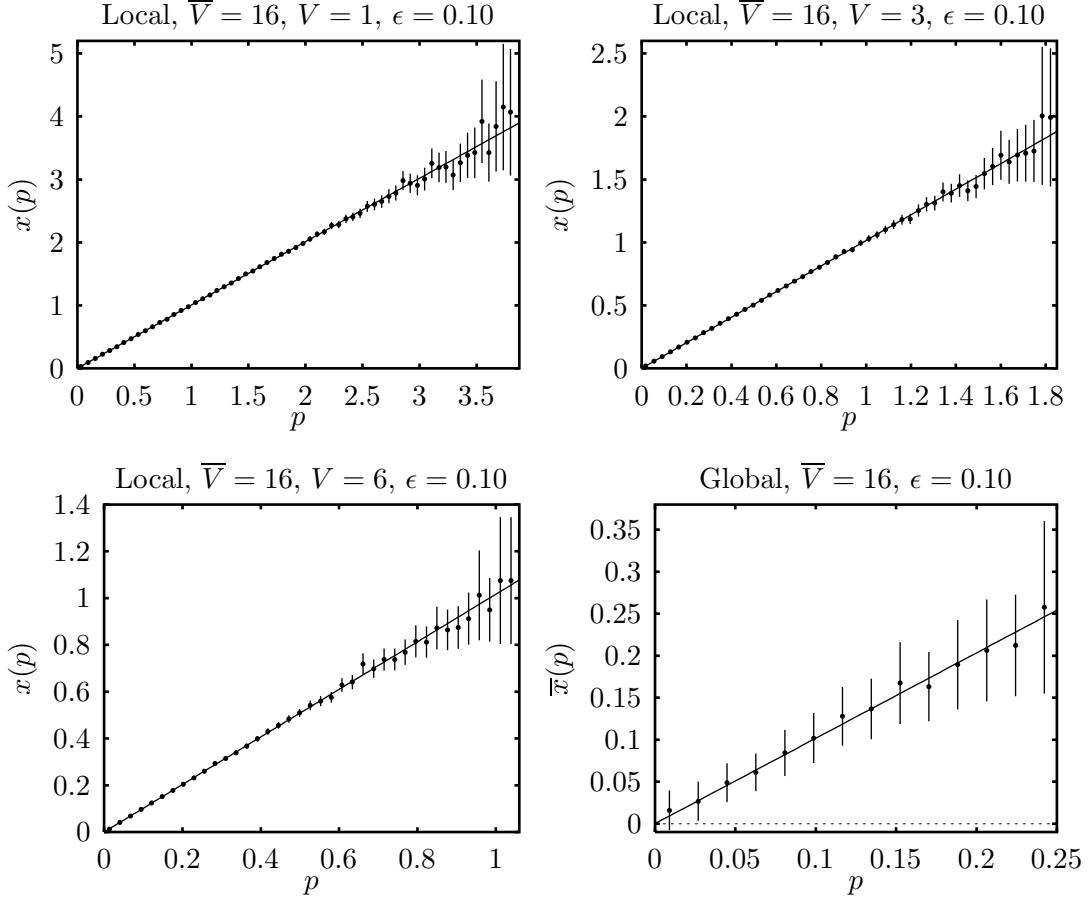 Local, V̅ = 16, V = 1, ϵ = 0.10
5
4
3
2
1
0
x(p)
0 0.5 1 1.5 2 2.5 3 3.5
p
Local, V̅ = 16, V = 3, ϵ = 0.10
2.5
2
1.5
1
0.5
0
x(p)
0 0.2 0.4 0.6 0.8 1 1.2 1.4 1.6 1.8
p
Local, V̅ = 16, V = 6, ϵ = 0.10
1.4
1.2
1
0.8
0.6
0.4
0.2
0
x(p)
0 0.2 0.4 0.6 0.8 1
p
Global, V̅ = 16, ϵ = 0.10
0.35
0.3
0.25
0.2
0.15
0.1
0.05
0
x̅(p)
0 0.05 0.1 0.15 0.2 0.25
p